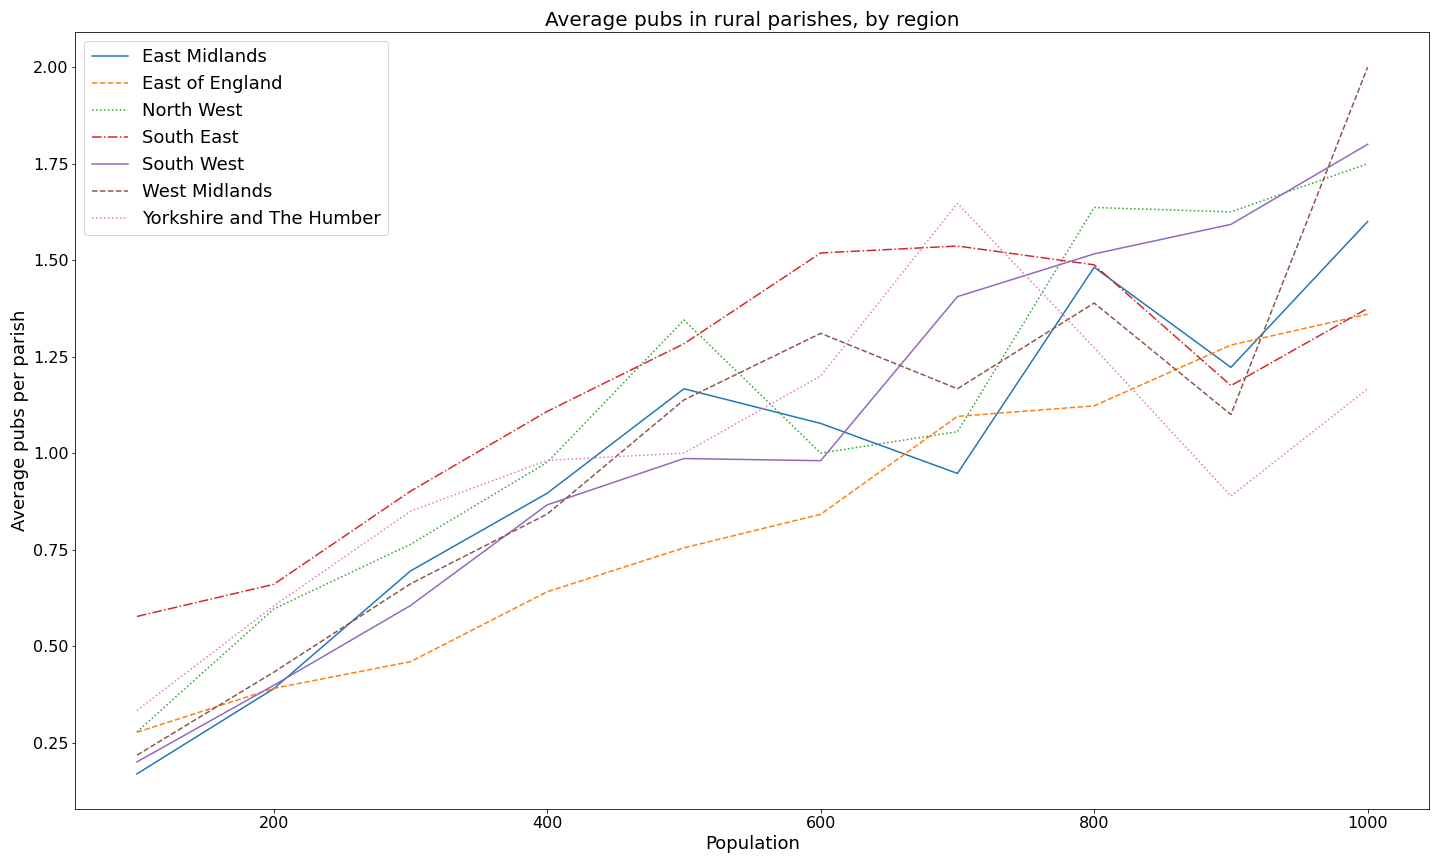 Average pubs in rural parishes, by region
East Midlands
East of England
North West
South East
South West
West Midlands
Yorkshire and The Humber
Average pubs per parish
2.00
1.75
1.50
1.25
1.00
0.75
0.50
0.25
200 400 600 800 1000
Population